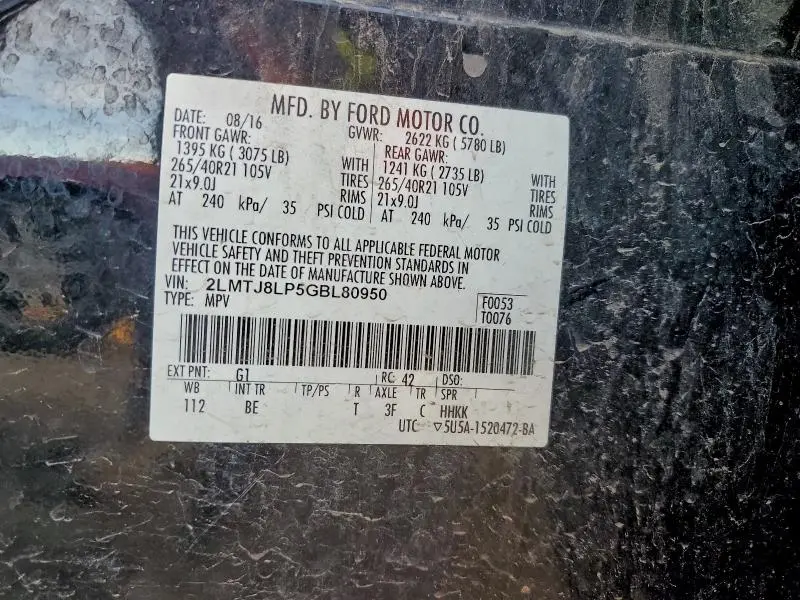 MFD. BY FORD MOTOR CO.
DATE: 08/16 GVWR: 2622 KG ( 5780 LB)
FRONT GAWR: REAR GAWR:
1395 KG ( 3075 LB) WITH 1241 KG ( 2735 LB) WITH
265/40R21 105V TIRES 265/40R21 105V TIRES
21x9.0J RIMS 21x9.0J RIMS
AT 240 kPa/ 35 PSI COLD AT 240 kPa/ 35 PSI COLD
THIS VEHICLE CONFORMS TO ALL APPLICABLE FEDERAL MOTOR
VEHICLE SAFETY AND THEFT PREVENTION STANDARDS IN
EFFECT ON THE DATE OF MANUFACTURE SHOWN ABOVE.
VIN: 2LMTJ8LP5GBL80950 F0053
TYPE: MPV T0076
EXT PNT: G1 RC: 42 DSO:
WB INT TR TP/PS R AXLE TR SPR
112 BE T 3F C HHKK
UTC ▽5U5A-1520472-BA